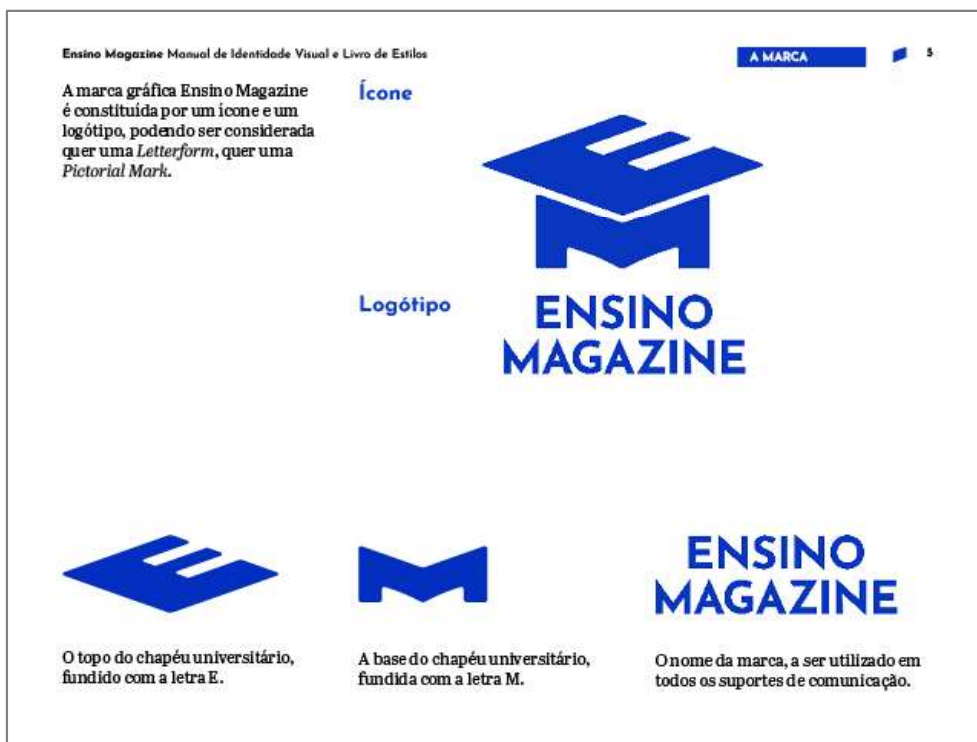 Ensino Magazine Manual de Identidade Visual e Livro de Estilos
A MARCA
5
A marca gráfica Ensino Magazine
é constituída por um ícone e um
logótipo, podendo ser considerada
quer uma Letterform, quer uma
Pictorial Mark.
Ícone
EM
Logótipo
ENSINO
MAGAZINE
E
M
ENSINO
MAGAZINE
O topo do chapéu universitário,
fundido com a letra E.
A base do chapéu universitário,
fundida com a letra M.
O nome da marca, a ser utilizado em
todos os suportes de comunicação.